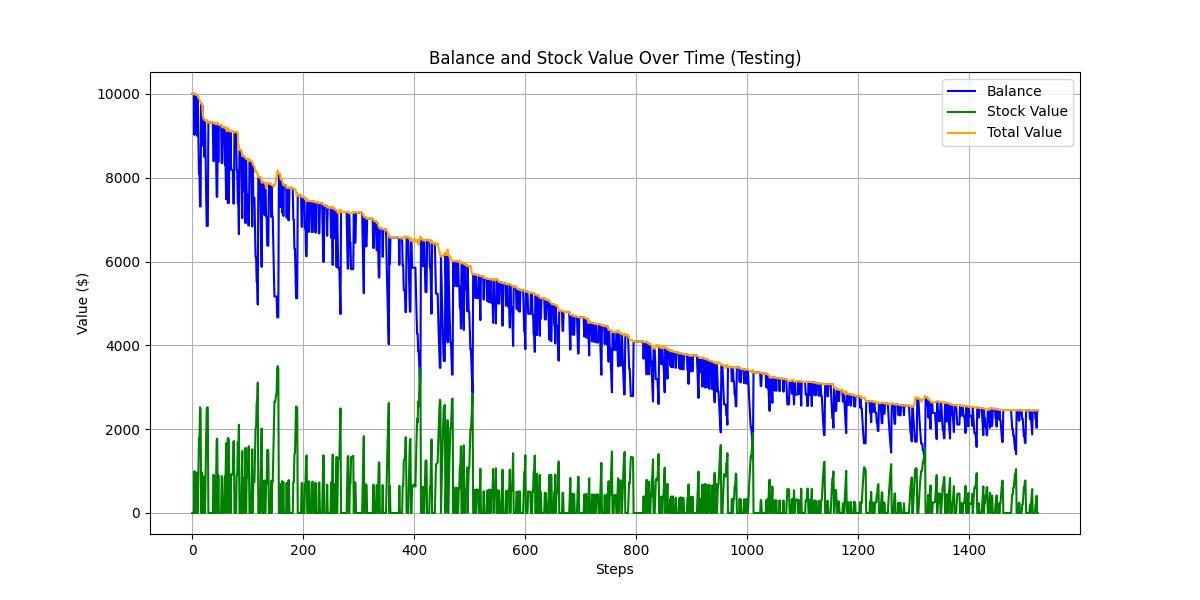 Balance and Stock Value Over Time (Testing)
Balance
Stock Value
Total Value
Value ($)
10000
8000
6000
4000
2000
0
0 200 400 600 800 1000 1200 1400
Steps